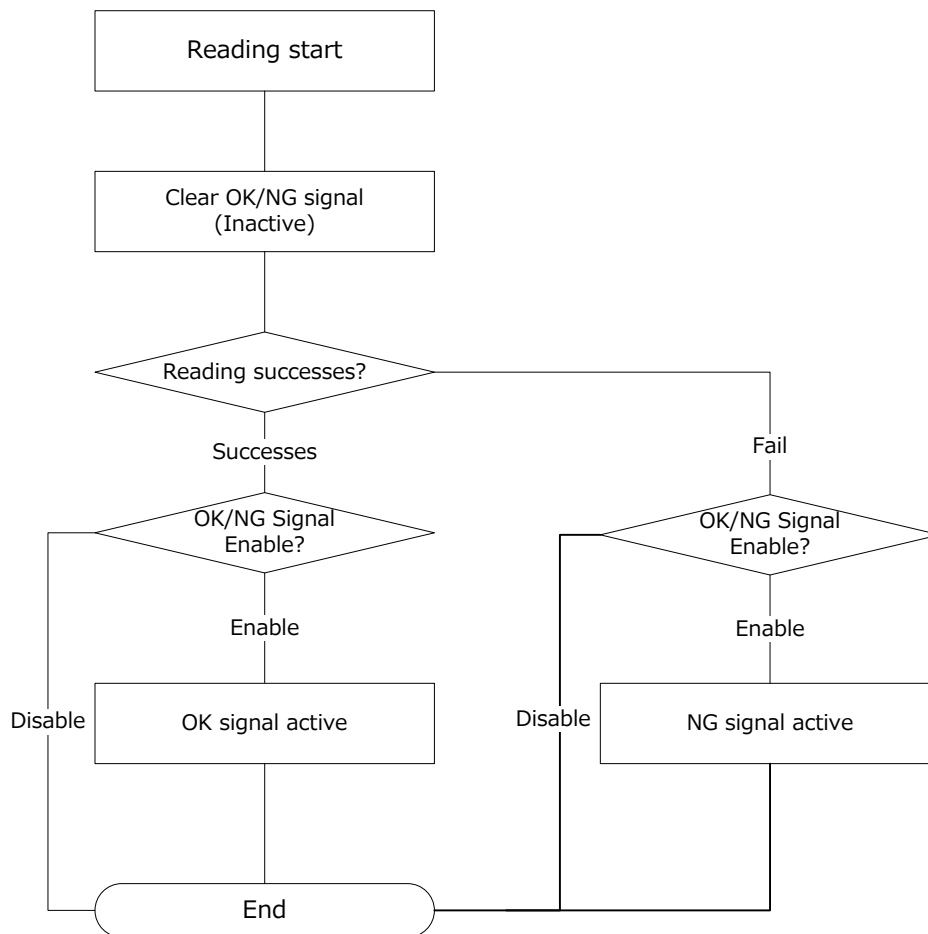 Reading start
Clear OK/NG signal
(Inactive)
Reading successes?
Successes
Fail
OK/NG Signal
Enable?
OK/NG Signal
Enable?
Enable
Enable
Disable
OK signal active
Disable
NG signal active
End